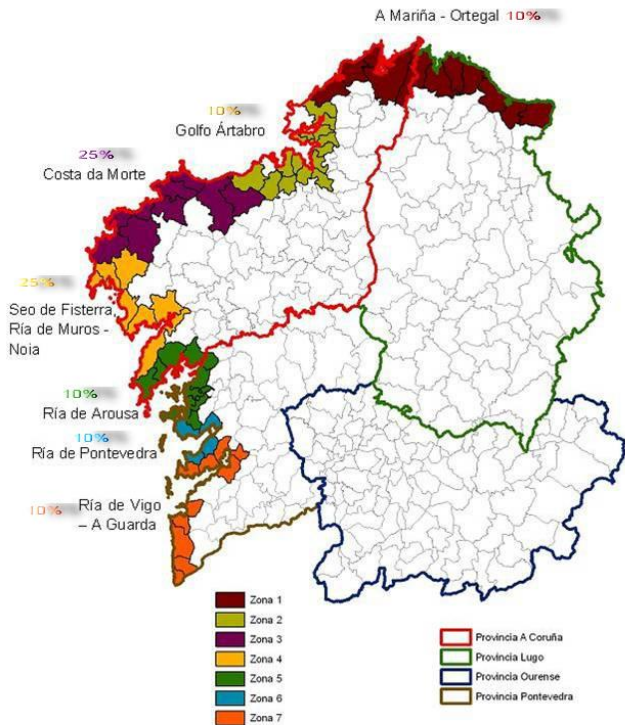 A Mariña - Ortegal 10%
10%
Golfo Ártabro
25%
Costa da Morte
25%
Seo de Fisterra,
Ría de Muros -
Noia
10%
Ría de Arousa
10%
Ría de Pontevedra
10%
Ría de Vigo
– A Guarda
Zona 1
Zona 2
Zona 3
Zona 4
Zona 5
Zona 6
Zona 7
Provincia A Coruña
Provincia Lugo
Provincia Ourense
Provincia Pontevedra